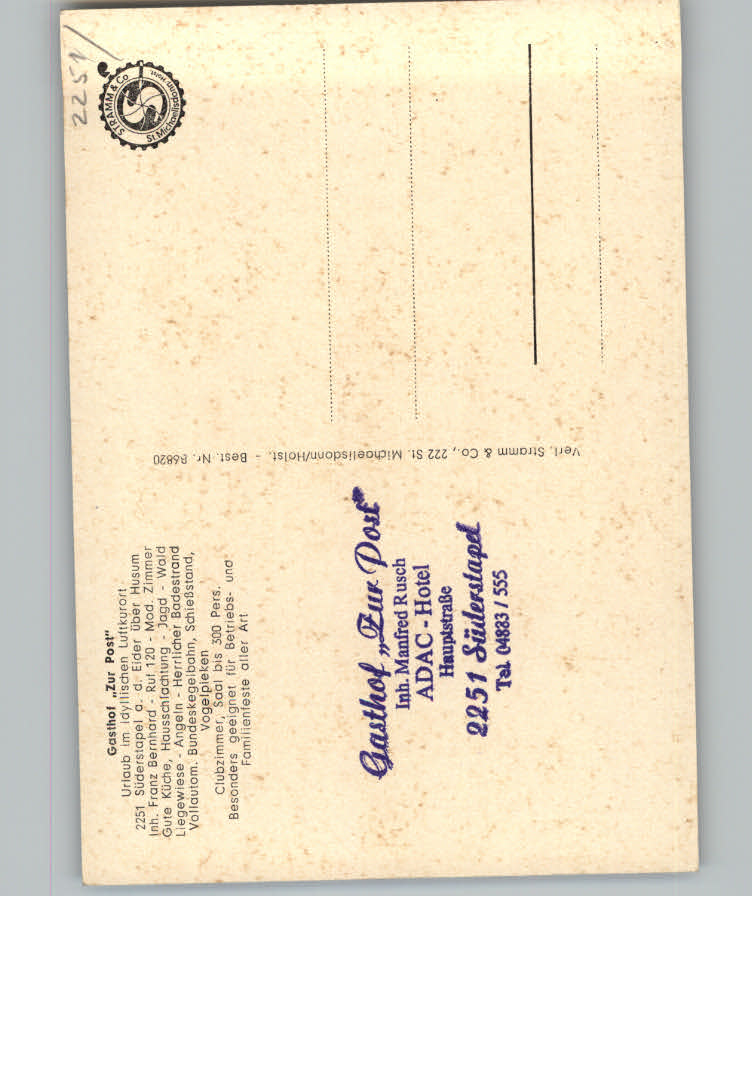 Gasthof „Zur Post“
Urlaub im idyllischen Luftkurort
2251 Süderstapel a. d. Eider über Husum
Inh. Franz Bernhard - Ruf 120 - Mod. Zimmer
Gute Küche, Hausschlachtung - Jagd - Wald
Liegewiese - Angeln - Herrlicher Badestrand
Vollautom. Bundeskegelbahn, Schießstand,
Vogelpieken
Clubzimmer, Saal bis 300 Pers.
Besonders geeignet für Betriebs- und
Familienfeste aller Art
Gasthof „Zur Post“
Inh. Manfred Rusch
ADAC - Hotel
Hauptstraße
2251 Süderstapel
Tel. 04883 / 555
Verl. Stramm & Co., 222 St. Michaelisdonn/Holst. - Best. Nr. B6820
2251/
STRAMM & Co
St. Michaelisdonn Holst.